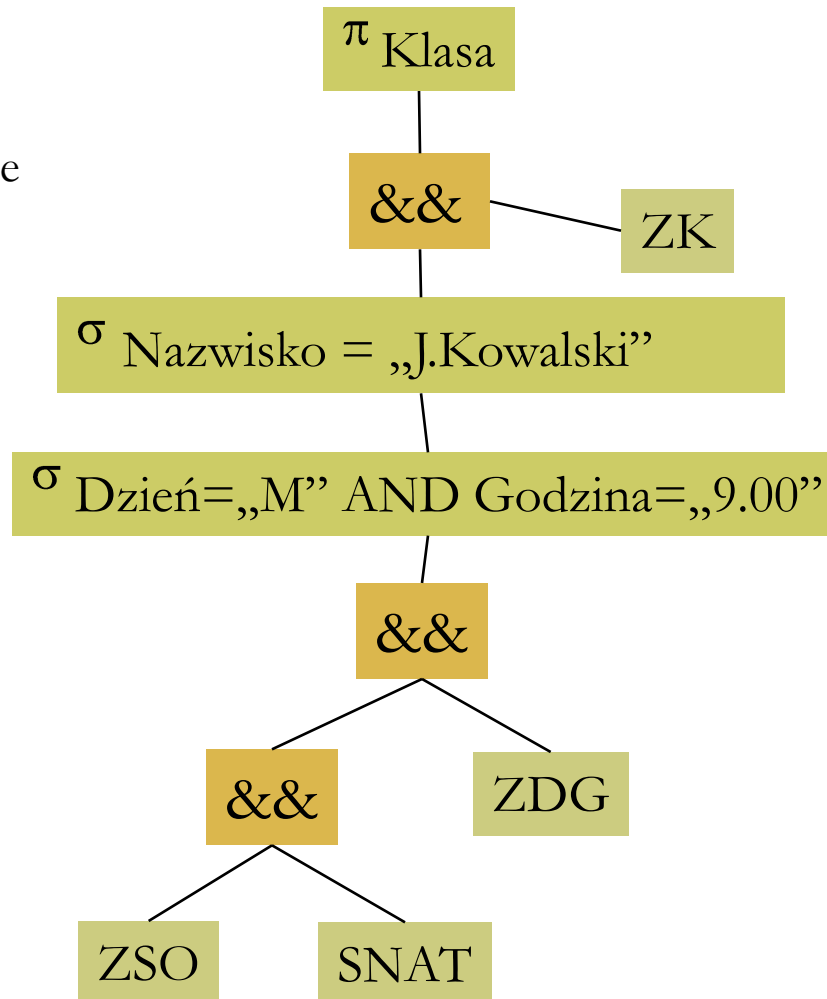 π Klasa
e
&&
ZK
σ Nazwisko = „J.Kowalski”
σ Dzień=„M” AND Godzina=„9.00”
&&
&&
ZDG
ZSO
SNAT